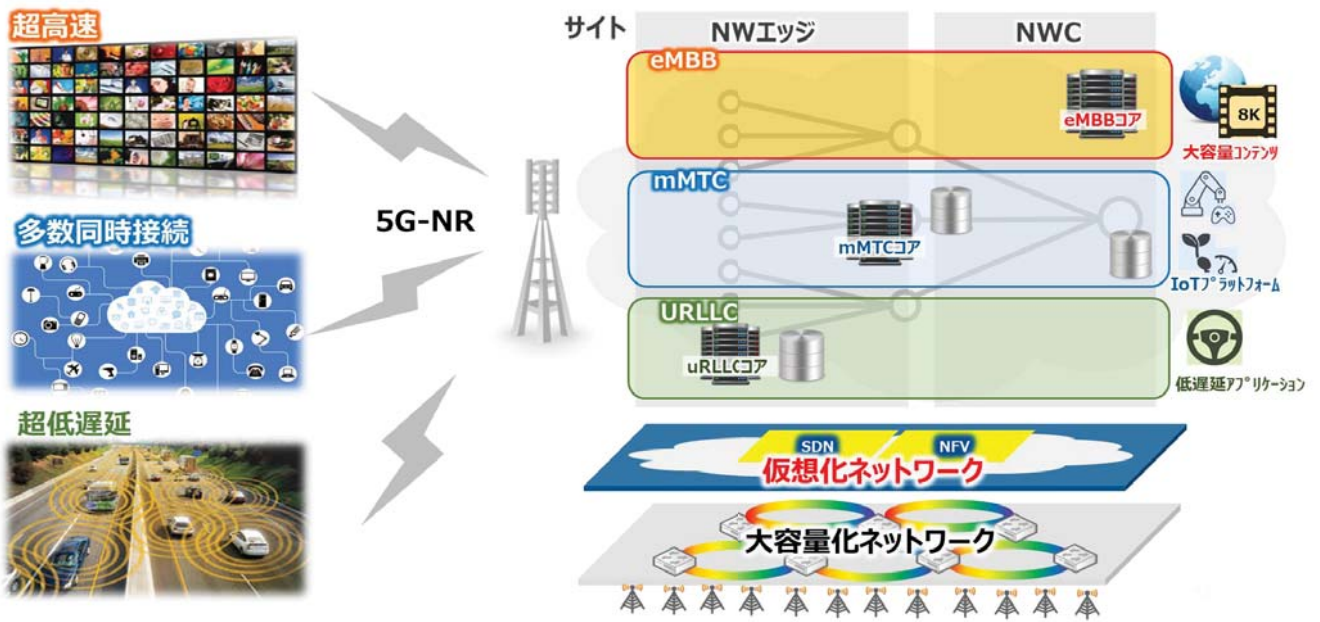 超高速
多数同時接続
超低遅延
5G-NR
サイト
NWエッジ
NWC
eMBB
eMBBコア
8K
大容量コンテンツ
mMTC
mMTCコア
IoTプラットフォーム
URLLC
uRLLCコア
低遅延アプリケーション
SDN
NFV
仮想化ネットワーク
大容量化ネットワーク